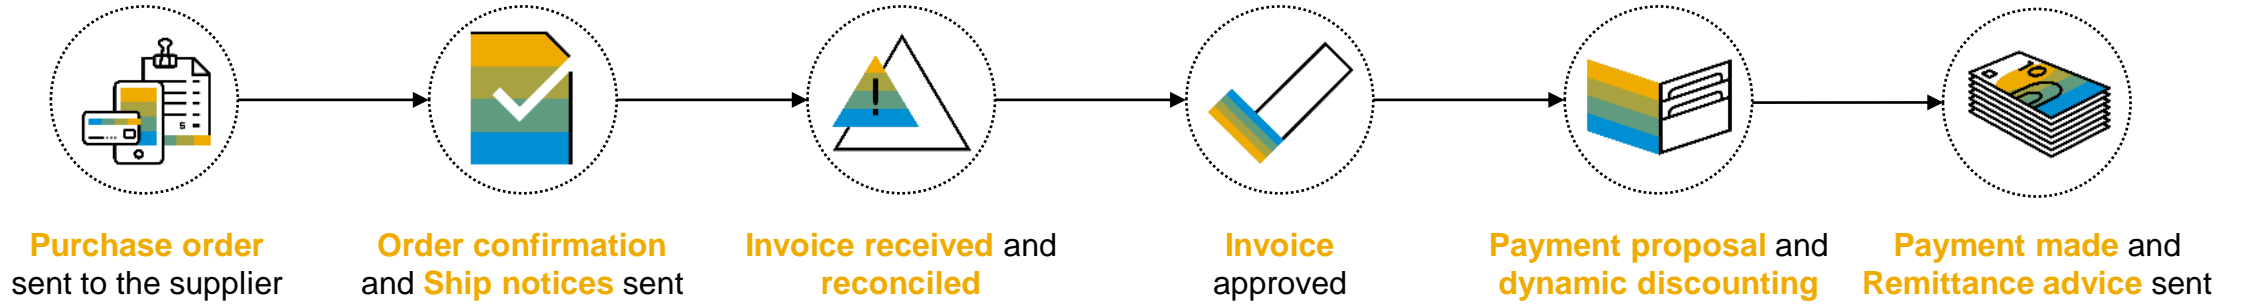 Purchase order
sent to the supplier
Order confirmation
and Ship notices sent
Invoice received and
reconciled
Invoice
approved
Payment proposal and
dynamic discounting
Payment made and
Remittance advice sent